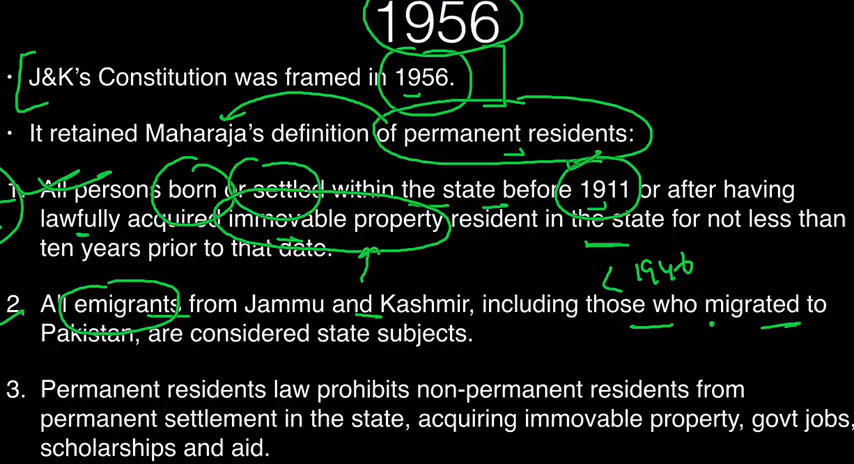 1956
• J&K's Constitution was framed in 1956.
• It retained Maharaja's definition of permanent residents:
1. All persons born or settled within the state before 1911 or after having
lawfully acquired immovable property resident in the state for not less than
ten years prior to that date.
< 1946
2. All emigrants from Jammu and Kashmir, including those who migrated to
Pakistan, are considered state subjects.
3. Permanent residents law prohibits non-permanent residents from
permanent settlement in the state, acquiring immovable property, govt jobs,
scholarships and aid.